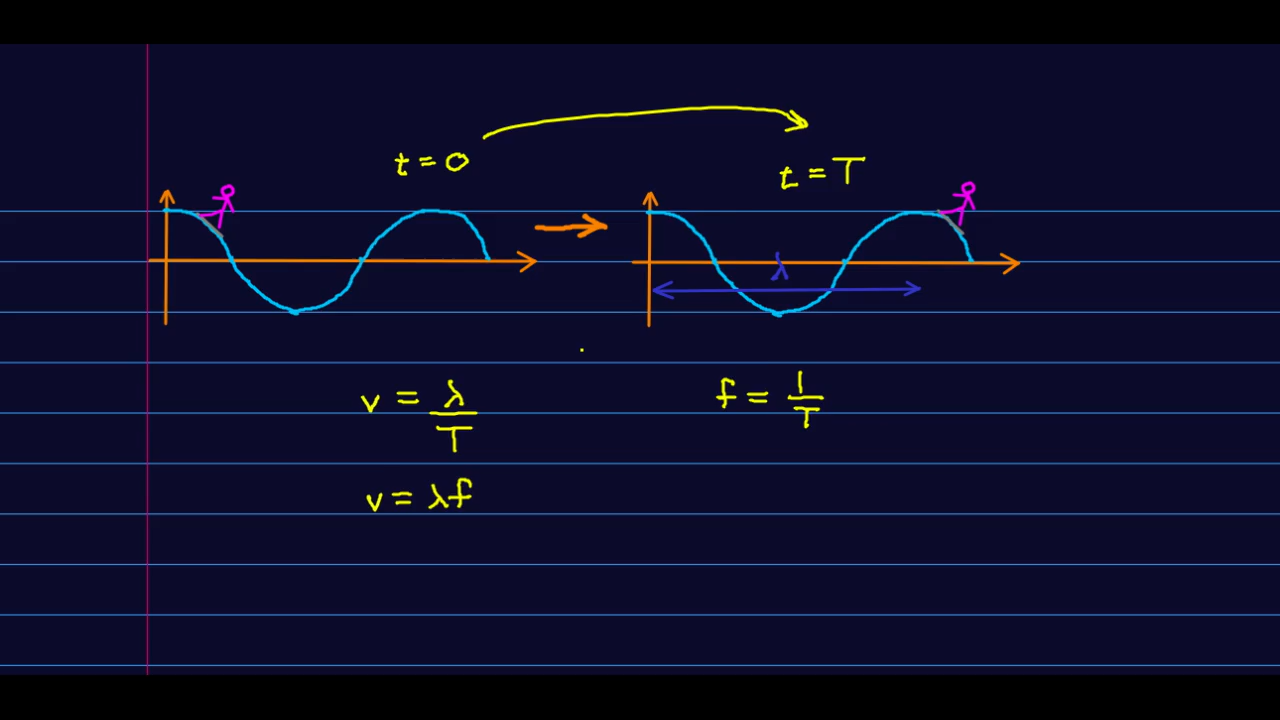 t = 0
t = T
λ
v = λ/T
f = 1/T
v = λf